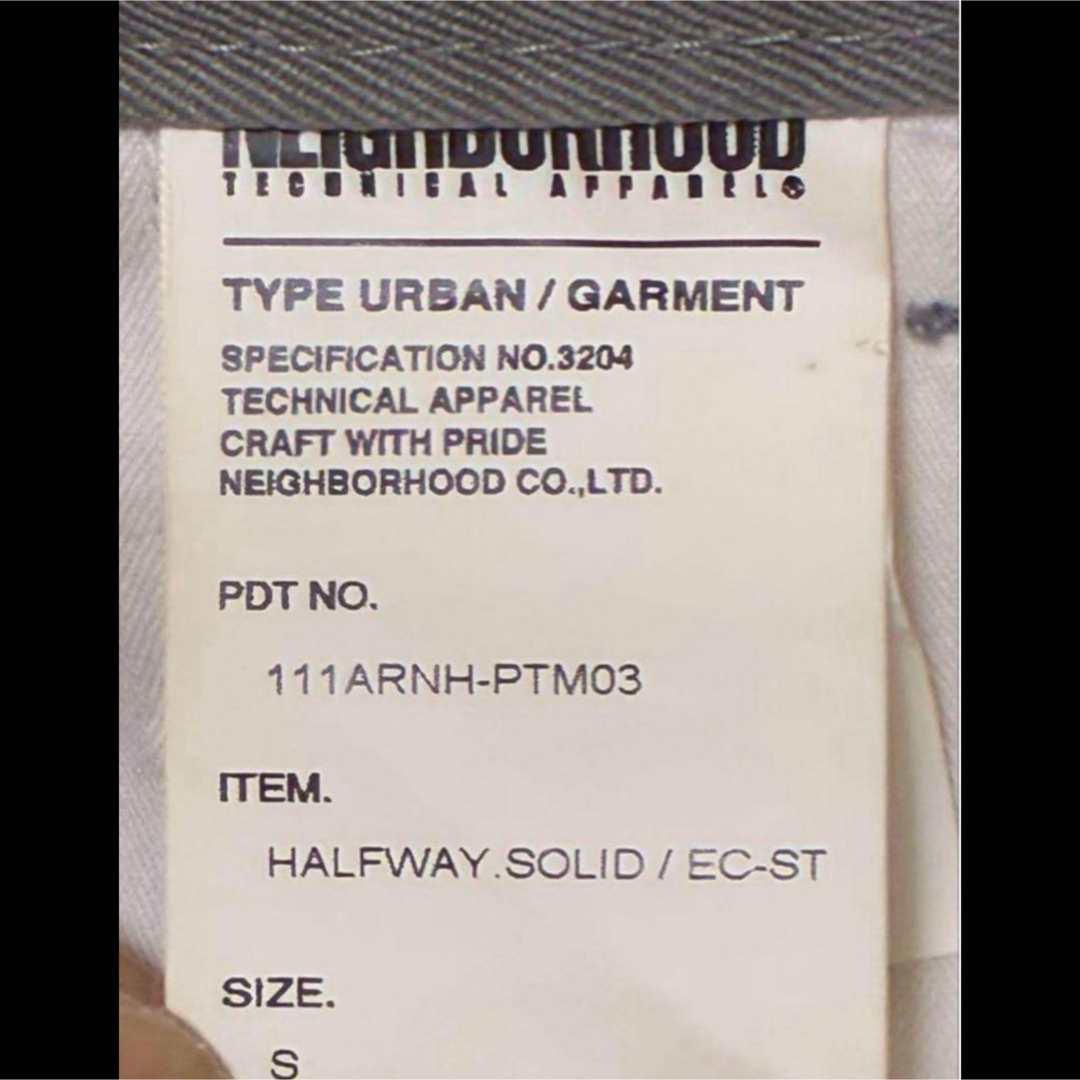 NEIGHBORHOOD
TECHNICAL APPAREL
TYPE URBAN / GARMENT
SPECIFICATION NO.3204
TECHNICAL APPAREL
CRAFT WITH PRIDE
NEIGHBORHOOD CO.,LTD.
PDT NO.
111ARNH-PTM03
ITEM.
HALFWAY.SOLID / EC-ST
SIZE.
S